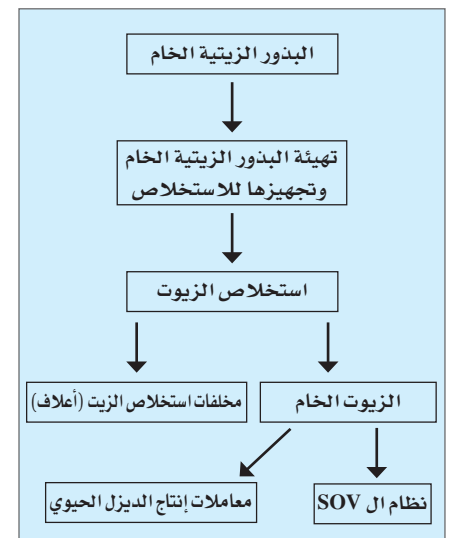 البذور الزيتية الخام
تهيئة البذور الزيتية الخام
وتجهيزها للاستخلاص
استخلاص الزيوت
الزيوت الخام
مخلفات استخلاص الزيت (أعلاف)
نظام ال SOV
معاملات إنتاج الديزل الحيوي